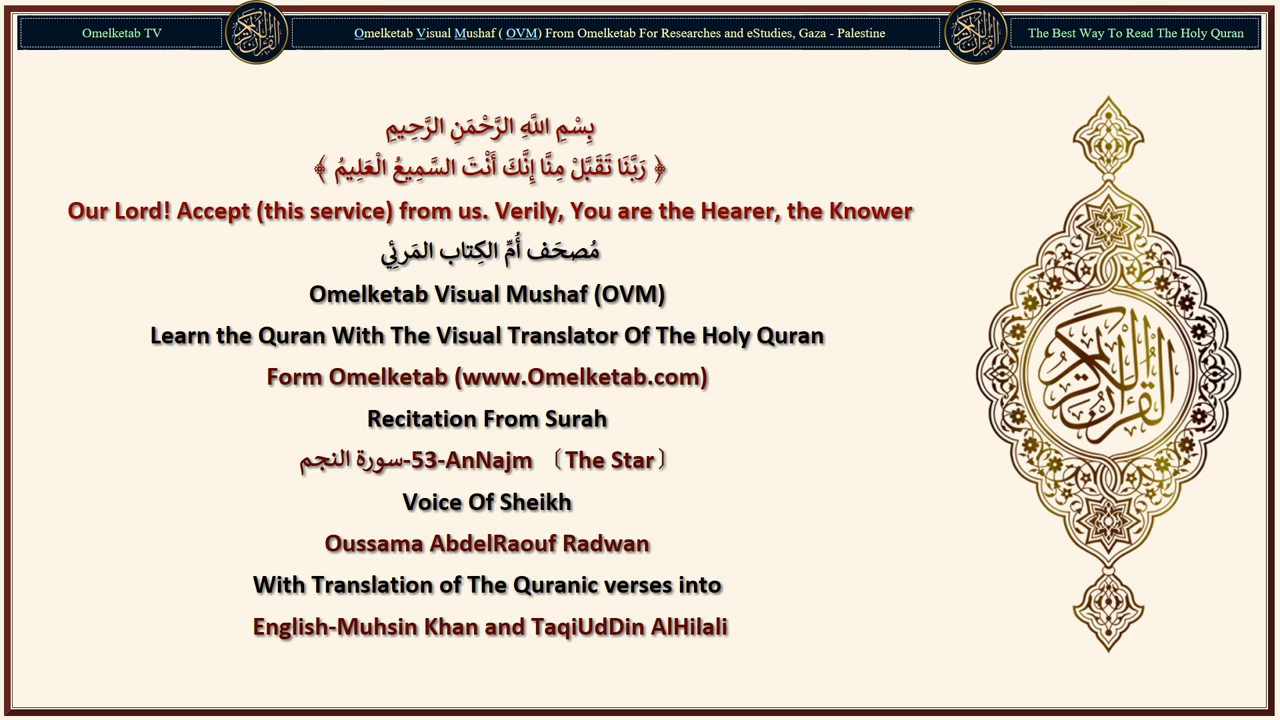 Omelketab TV
Omelketab Visual Mushaf ( OVM) From Omelketab For Researches and eStudies, Gaza - Palestine
The Best Way To Read The Holy Quran
بِسْمِ اللَّهِ الرَّحْمَنِ الرَّحِيمِ
﴿ رَبَّنَا تَقَبَّلْ مِنَّا إِنَّكَ أَنْتَ السَّمِيعُ الْعَلِيمُ ﴾
Our Lord! Accept (this service) from us. Verily, You are the Hearer, the Knower
مُصحَف أُمِّ الكِتاب المَرئِي
Omelketab Visual Mushaf (OVM)
Learn the Quran With The Visual Translator Of The Holy Quran
Form Omelketab (www.Omelketab.com)
Recitation From Surah
سورة النجم-53-AnNajm 〔The Star〕
Voice Of Sheikh
Oussama AbdelRaouf Radwan
With Translation of The Quranic verses into
English-Muhsin Khan and TaqiUdDin AlHilali
القرآن الكريم